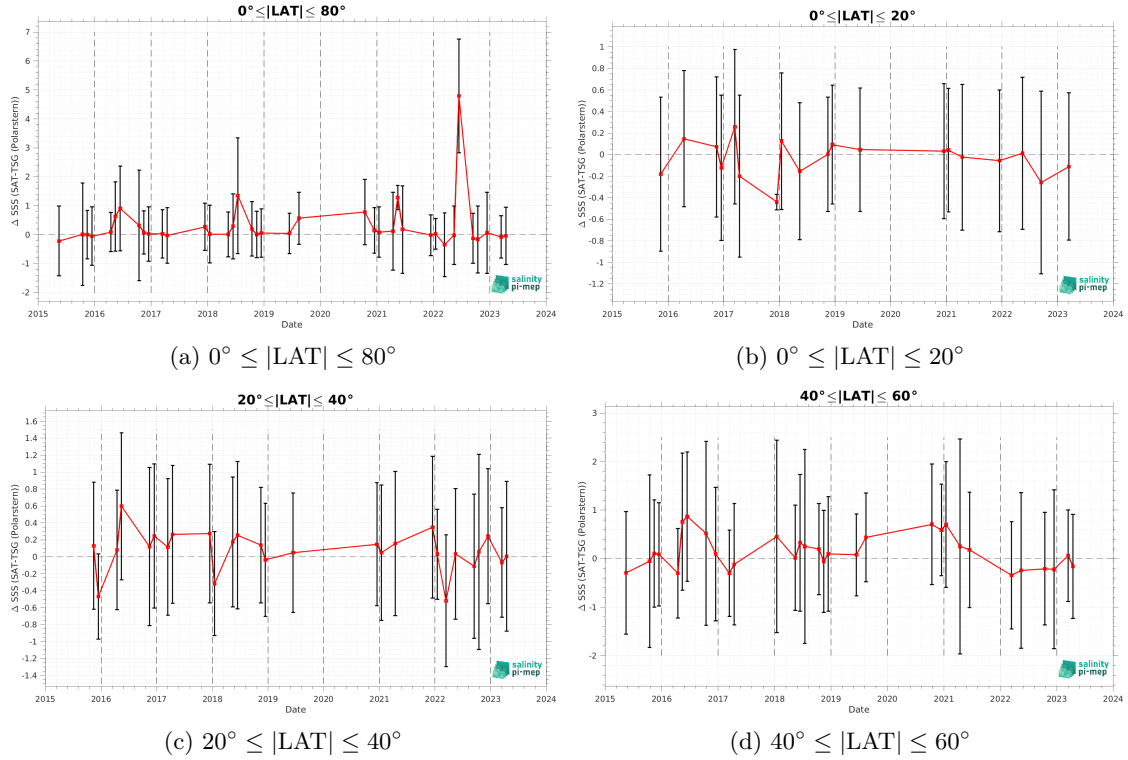 0°≤|LAT|≤ 80°
Δ SSS (SAT-TSG (Polarstern))
7
6
5
4
3
2
1
0
-1
-2
2015 2016 2017 2018 2019 2020 2021 2022 2023 2024
Date
salinity
pi-mep
(a) 0° ≤ |LAT| ≤ 80°
0°≤|LAT|≤ 20°
Δ SSS (SAT-TSG (Polarstern))
1
0.8
0.6
0.4
0.2
0
-0.2
-0.4
-0.6
-0.8
-1
-1.2
2015 2016 2017 2018 2019 2020 2021 2022 2023 2024
Date
salinity
pi-mep
(b) 0° ≤ |LAT| ≤ 20°
20°≤|LAT|≤ 40°
Δ SSS (SAT-TSG (Polarstern))
1.6
1.4
1.2
1
0.8
0.6
0.4
0.2
0
-0.2
-0.4
-0.6
-0.8
-1
-1.2
-1.4
2015 2016 2017 2018 2019 2020 2021 2022 2023 2024
Date
salinity
pi-mep
(c) 20° ≤ |LAT| ≤ 40°
40°≤|LAT|≤ 60°
Δ SSS (SAT-TSG (Polarstern))
3
2
1
0
-1
-2
2015 2016 2017 2018 2019 2020 2021 2022 2023 2024
Date
salinity
pi-mep
(d) 40° ≤ |LAT| ≤ 60°